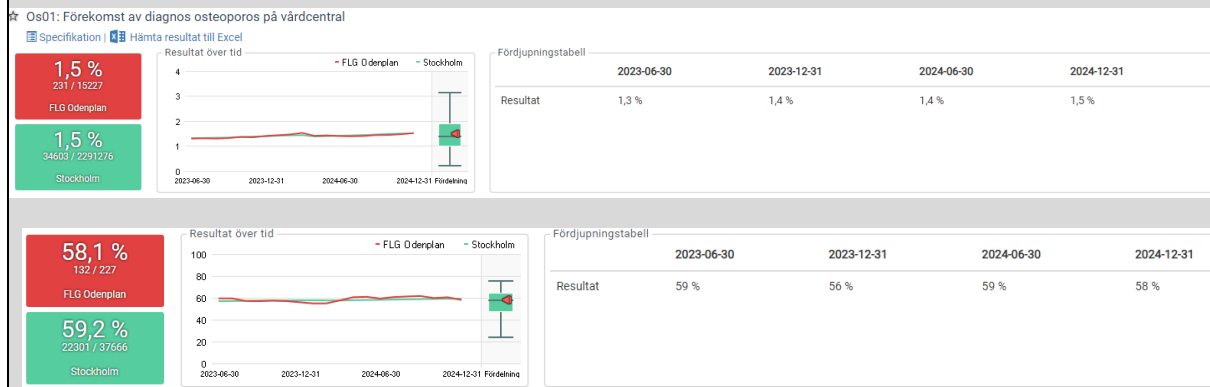 Os01: Förekomst av diagnos osteoporos på vårdcentral
Specifikation | Hämta resultat till Excel
1,5 %
231 / 15227
FLG Odenplan
1,5 %
34603 / 2291276
Stockholm
Resultat över tid
FLG Odenplan
Stockholm
4
3
2
1
0
2023-06-30 2023-12-31 2024-06-30 2024-12-31 Fördelning
Fördjupningstabell
2023-06-30 2023-12-31 2024-06-30 2024-12-31
Resultat 1,3 % 1,4 % 1,4 % 1,5 %
58,1 %
132 / 227
FLG Odenplan
59,2 %
22301 / 37666
Stockholm
Resultat över tid
FLG Odenplan
Stockholm
100
80
60
40
20
0
2023-06-30 2023-12-31 2024-06-30 2024-12-31 Fördelning
Fördjupningstabell
2023-06-30 2023-12-31 2024-06-30 2024-12-31
Resultat 59 % 56 % 59 % 58 %